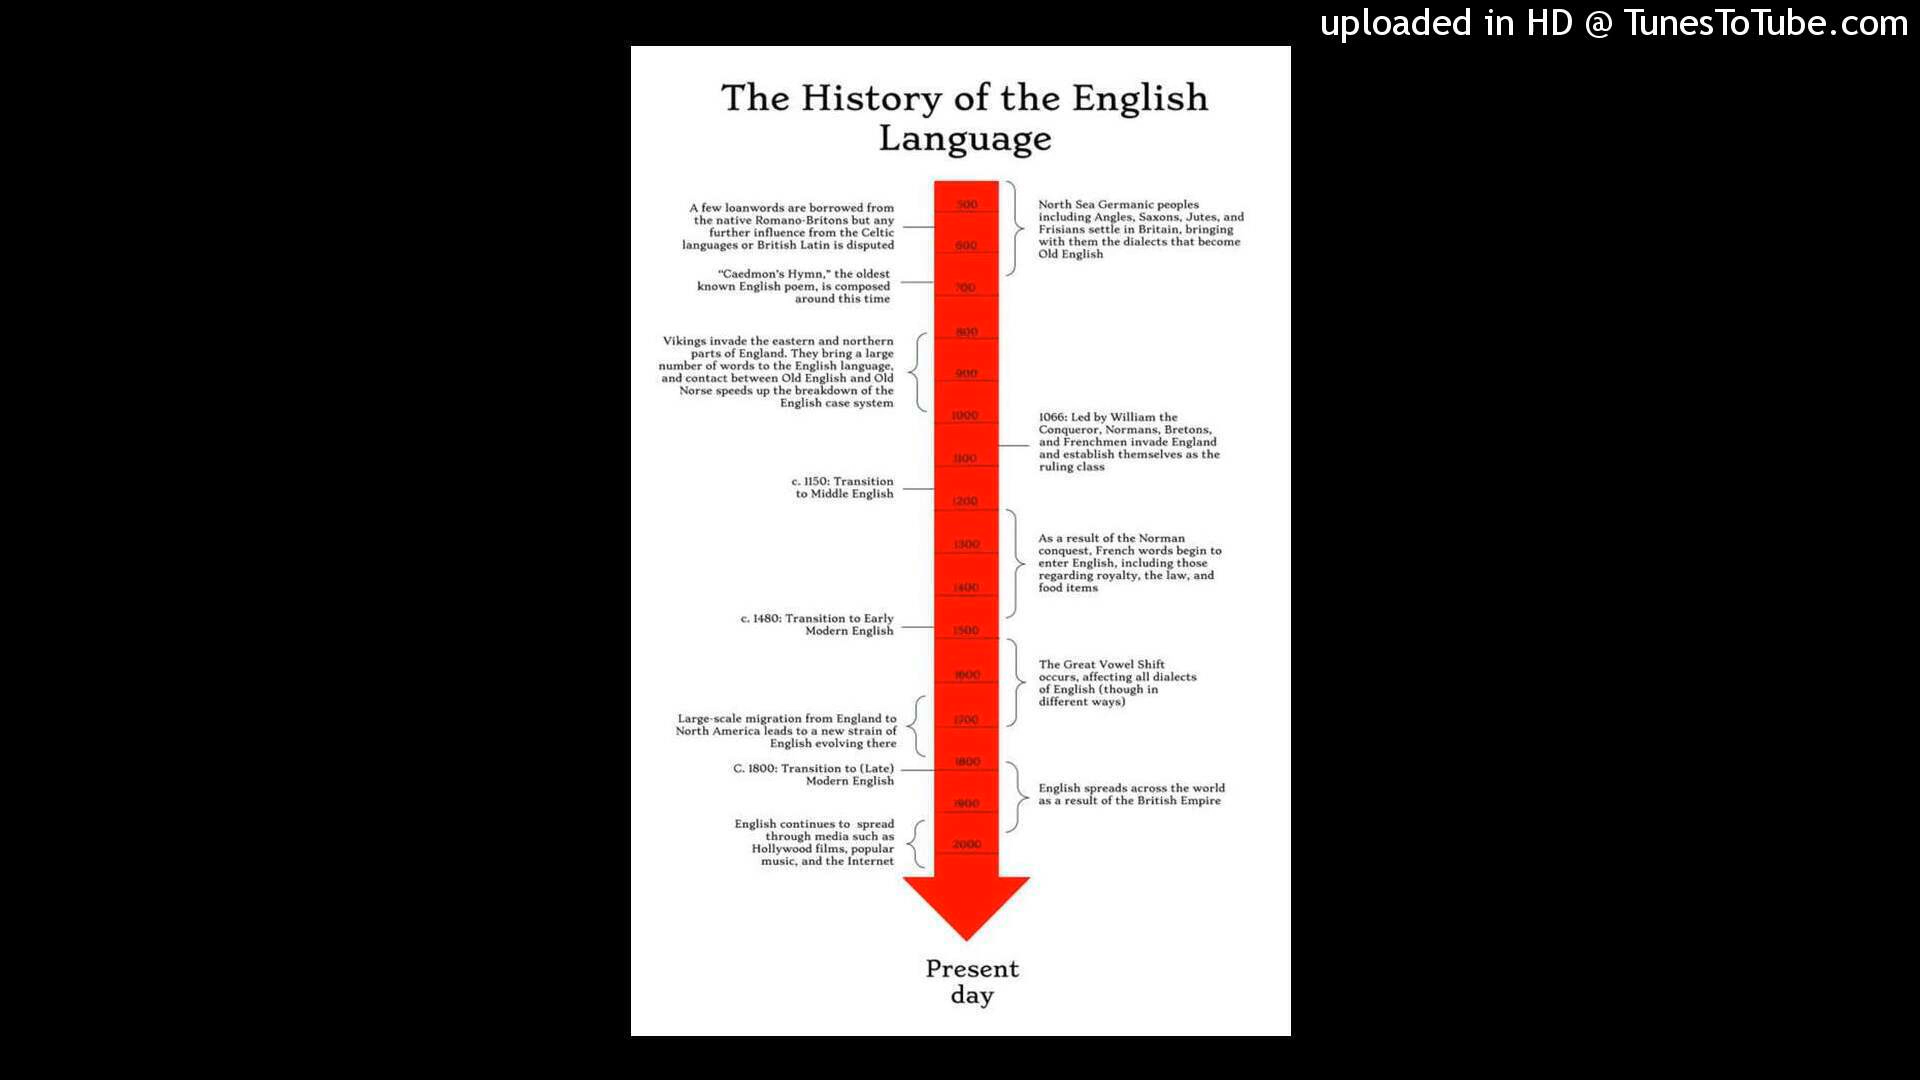 uploaded in HD @ TunesToTube.com
The History of the English
Language
500
600
700
800
900
1000
1100
1200
1300
1400
1500
1600
1700
1800
1900
2000
A few loanwords are borrowed from
the native Romano-Britons but any
further influence from the Celtic
languages or British Latin is disputed
North Sea Germanic peoples
including Angles, Saxons, Jutes, and
Frisians settle in Britain, bringing
with them the dialects that become
Old English
“Caedmon's Hymn,” the oldest
known English poem, is composed
around this time
Vikings invade the eastern and northern
parts of England. They bring a large
number of words to the English language,
and contact between Old English and Old
Norse speeds up the breakdown of the
English case system
1066: Led by William the
Conqueror, Normans, Bretons,
and Frenchmen invade England
and establish themselves as the
ruling class
c. 1150: Transition
to Middle English
As a result of the Norman
conquest, French words begin to
enter English, including those
regarding royalty, the law, and
food items
c. 1480: Transition to Early
Modern English
The Great Vowel Shift
occurs, affecting all dialects
of English (though in
different ways)
Large-scale migration from England to
North America leads to a new strain of
English evolving there
C. 1800: Transition to (Late)
Modern English
English spreads across the world
as a result of the British Empire
English continues to spread
through media such as
Hollywood films, popular
music, and the Internet
Present
day